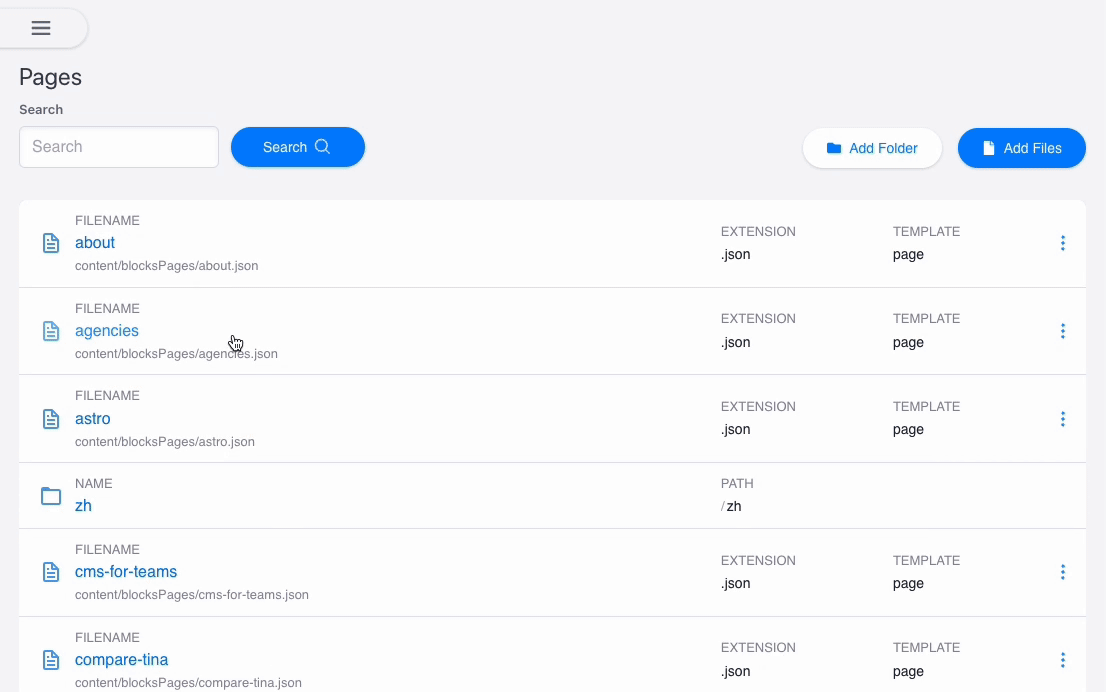 Pages
Search
Search
Search
Add Folder
Add Files
FILENAME
about
content/blocksPages/about.json
EXTENSION
.json
TEMPLATE
page
FILENAME
agencies
content/blocksPages/agencies.json
EXTENSION
.json
TEMPLATE
page
FILENAME
astro
content/blocksPages/astro.json
EXTENSION
.json
TEMPLATE
page
NAME
zh
PATH
/zh
FILENAME
cms-for-teams
content/blocksPages/cms-for-teams.json
EXTENSION
.json
TEMPLATE
page
FILENAME
compare-tina
content/blocksPages/compare-tina.json
EXTENSION
.json
TEMPLATE
page